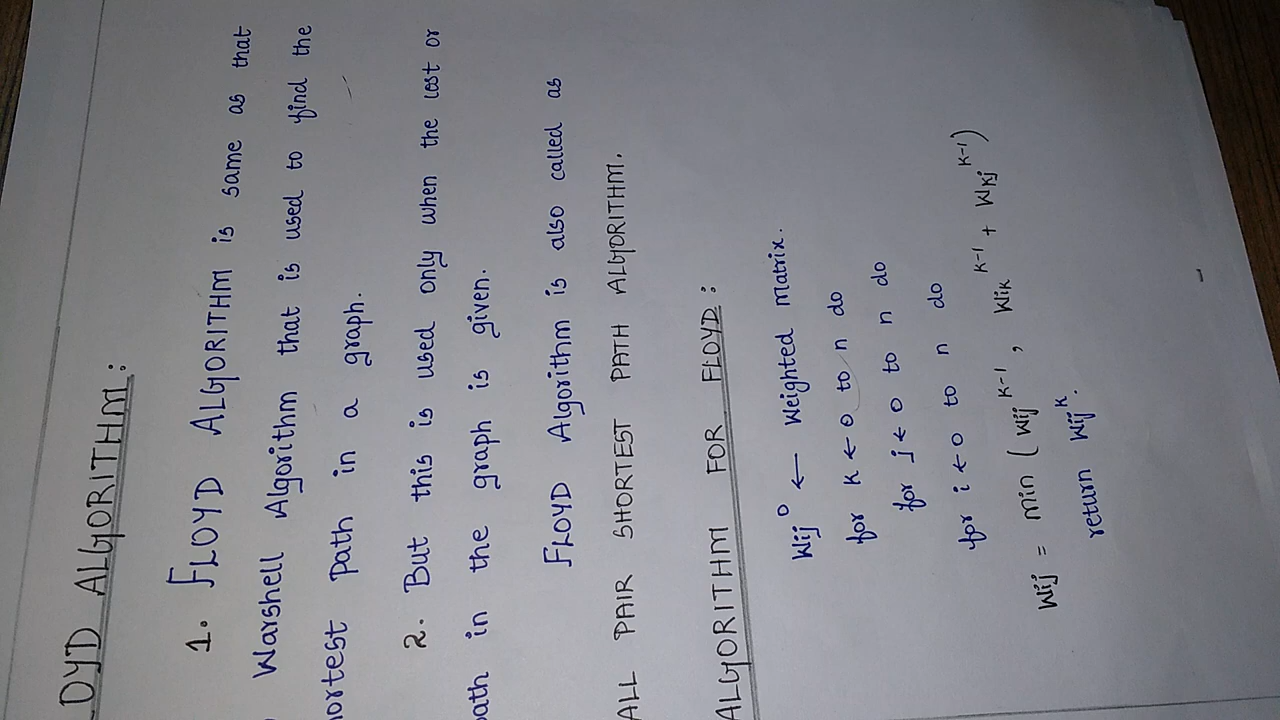 LOYD ALGORITHM:
1. FLOYD ALGORITHM is same as that
Warshell Algorithm that is used to find the
hortest path in a graph.
2. But this is used only when the cost or
path in the graph is given.
FLOYD Algorithm is also called as
ALL PAIR SHORTEST PATH ALGORITHM.
ALGORITHM FOR FLOYD:
Wij⁰ ← Weighted matrix.
for k ← 0 to n do
for j ← 0 to n do
for i ← 0 to n do
Wij = min (Wij^K-1, Wik^K-1 + Wkj^K-1)
return Wij^K.